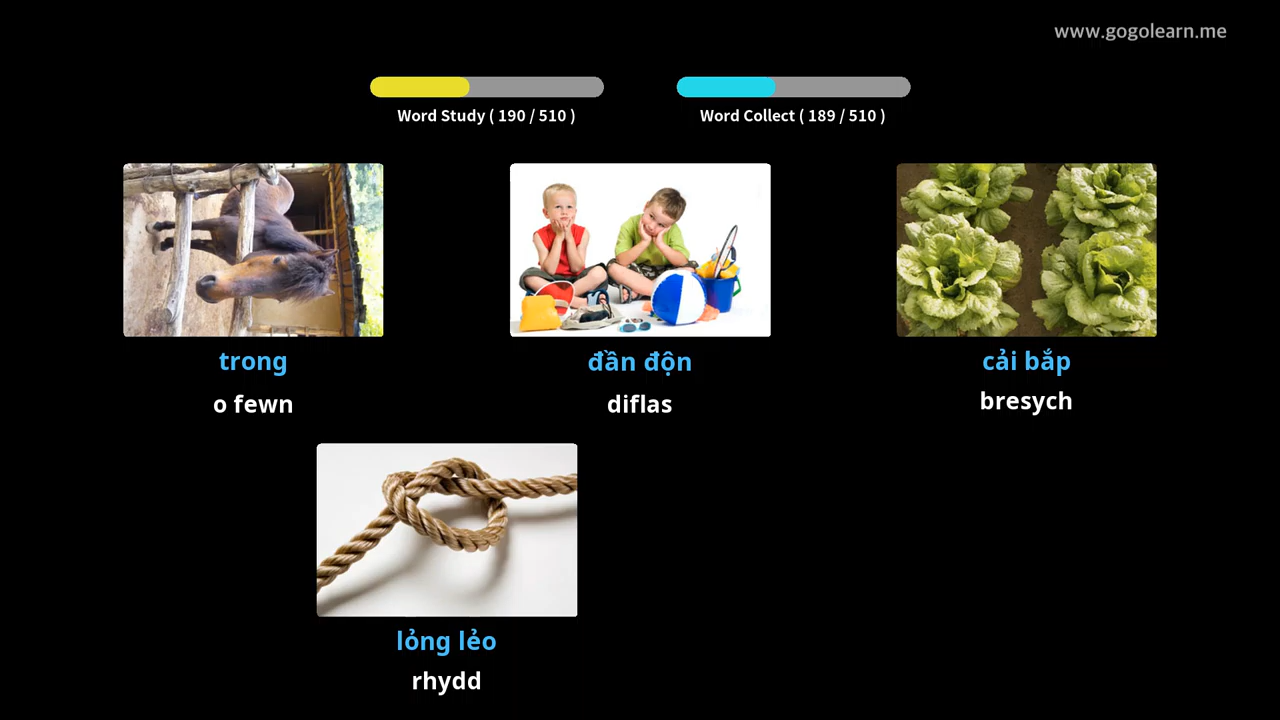 www.gogolearn.me
Word Study ( 190 / 510 )
Word Collect ( 189 / 510 )
trong
o fewn
đần độn
diflas
cải bắp
bresych
lỏng lẻo
rhydd